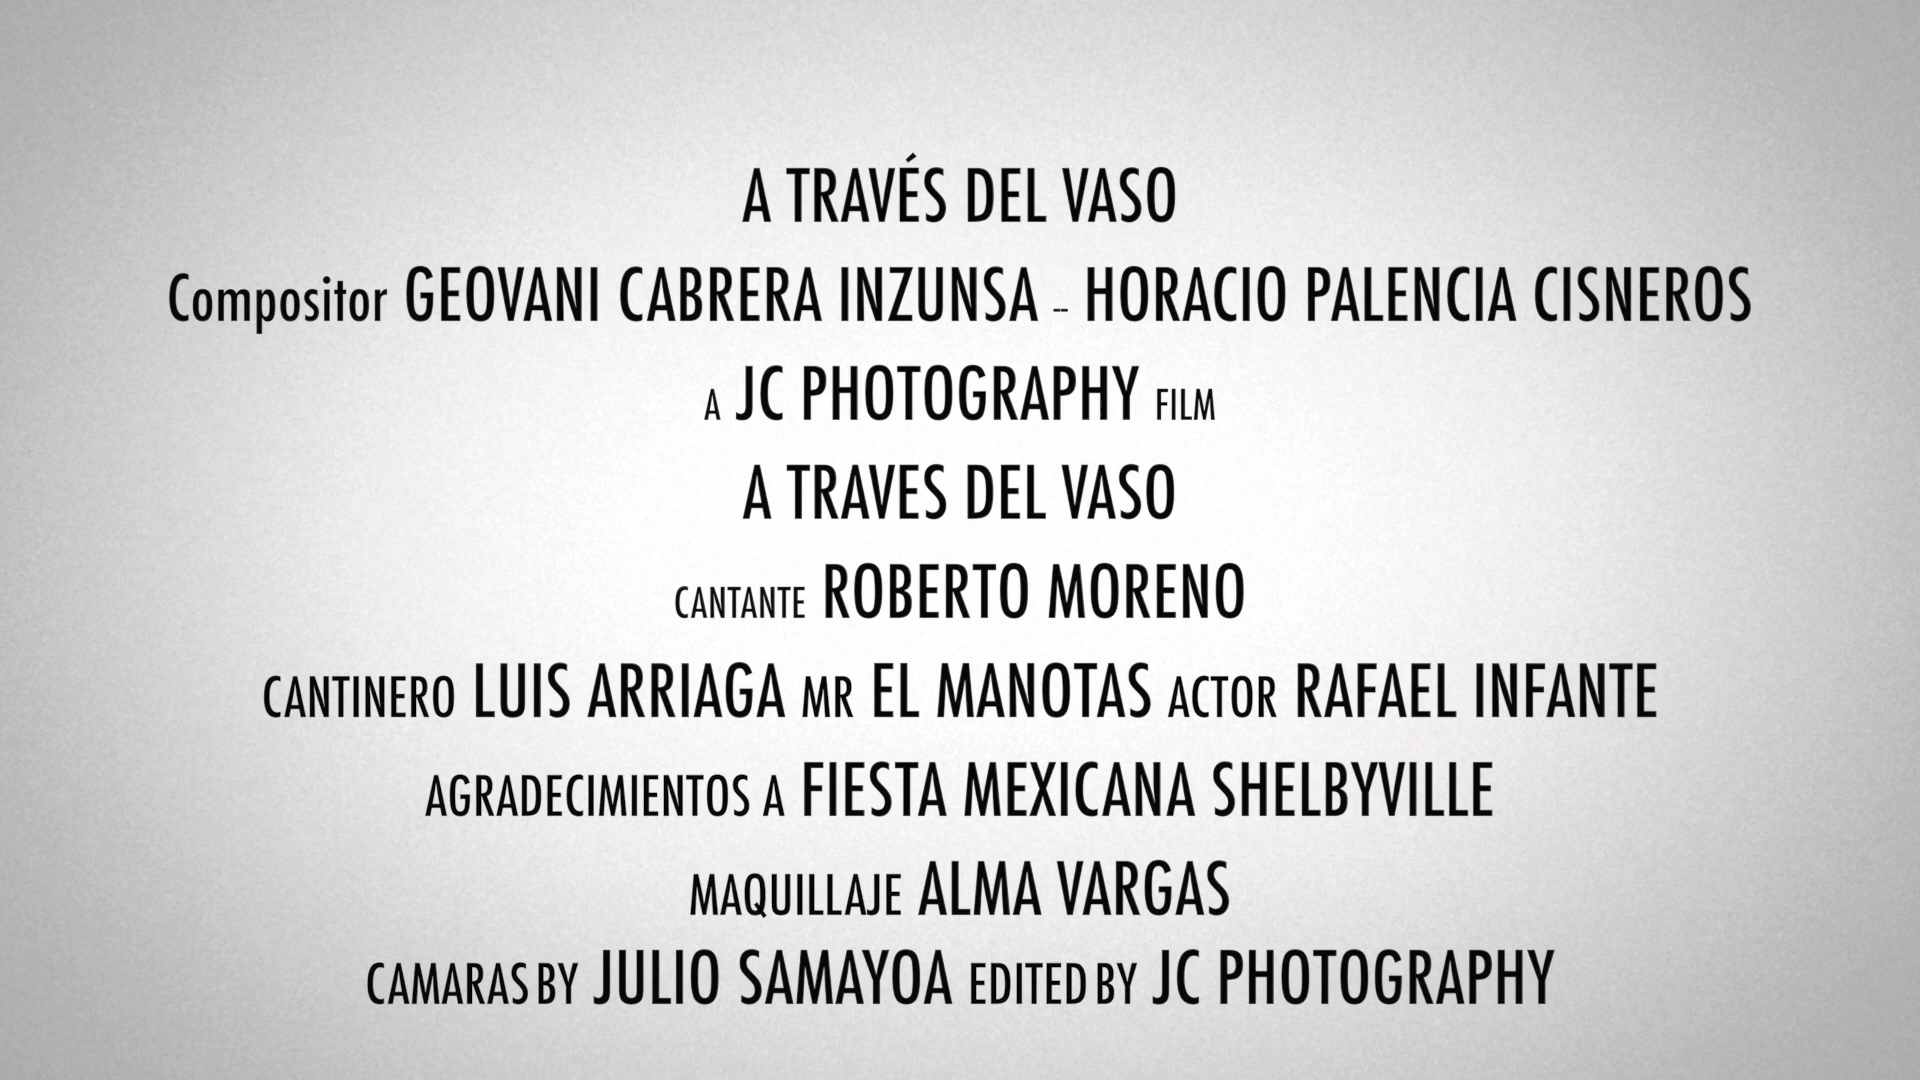 A TRAVÉS DEL VASO
Compositor GEOVANI CABRERA INZUNSA -- HORACIO PALENCIA CISNEROS
A JC PHOTOGRAPHY FILM
A TRAVES DEL VASO
CANTANTE ROBERTO MORENO
CANTINERO LUIS ARRIAGA MR EL MANOTAS ACTOR RAFAEL INFANTE
AGRADECIMIENTOS A FIESTA MEXICANA SHELBYVILLE
MAQUILLAJE ALMA VARGAS
CAMARAS BY JULIO SAMAYOA EDITED BY JC PHOTOGRAPHY